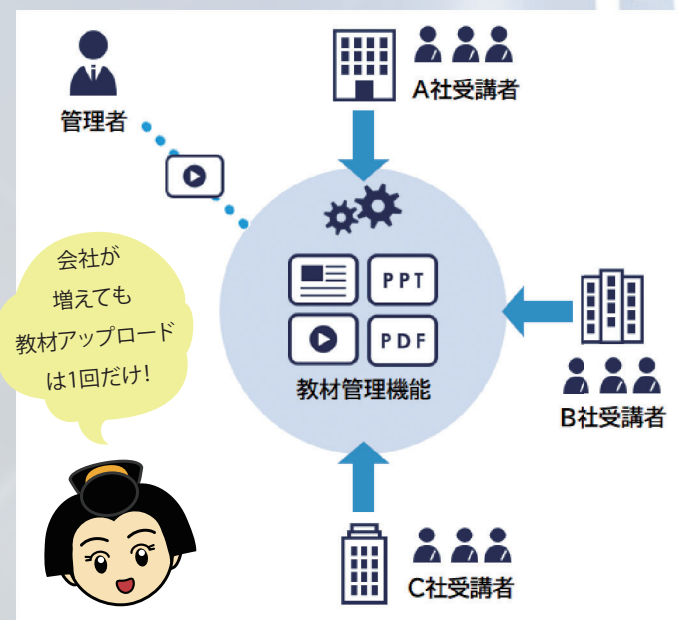 管理者
A社受講者
会社が
増えても
教材アップロード
は1回だけ!
PPT
PDF
教材管理機能
B社受講者
C社受講者